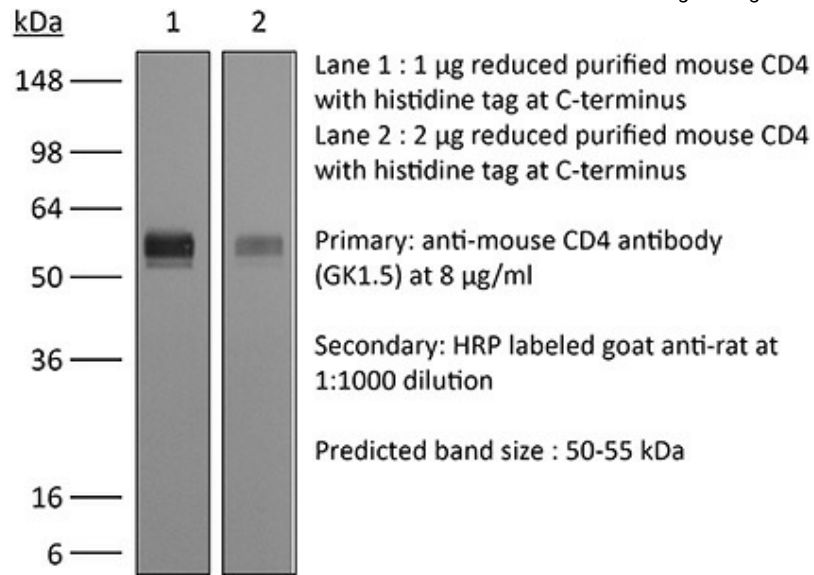 kDa
1 2
148
98
64
50
36
16
6
Lane 1 : 1 µg reduced purified mouse CD4
with histidine tag at C-terminus
Lane 2 : 2 µg reduced purified mouse CD4
with histidine tag at C-terminus
Primary: anti-mouse CD4 antibody
(GK1.5) at 8 µg/ml
Secondary: HRP labeled goat anti-rat at
1:1000 dilution
Predicted band size : 50-55 kDa